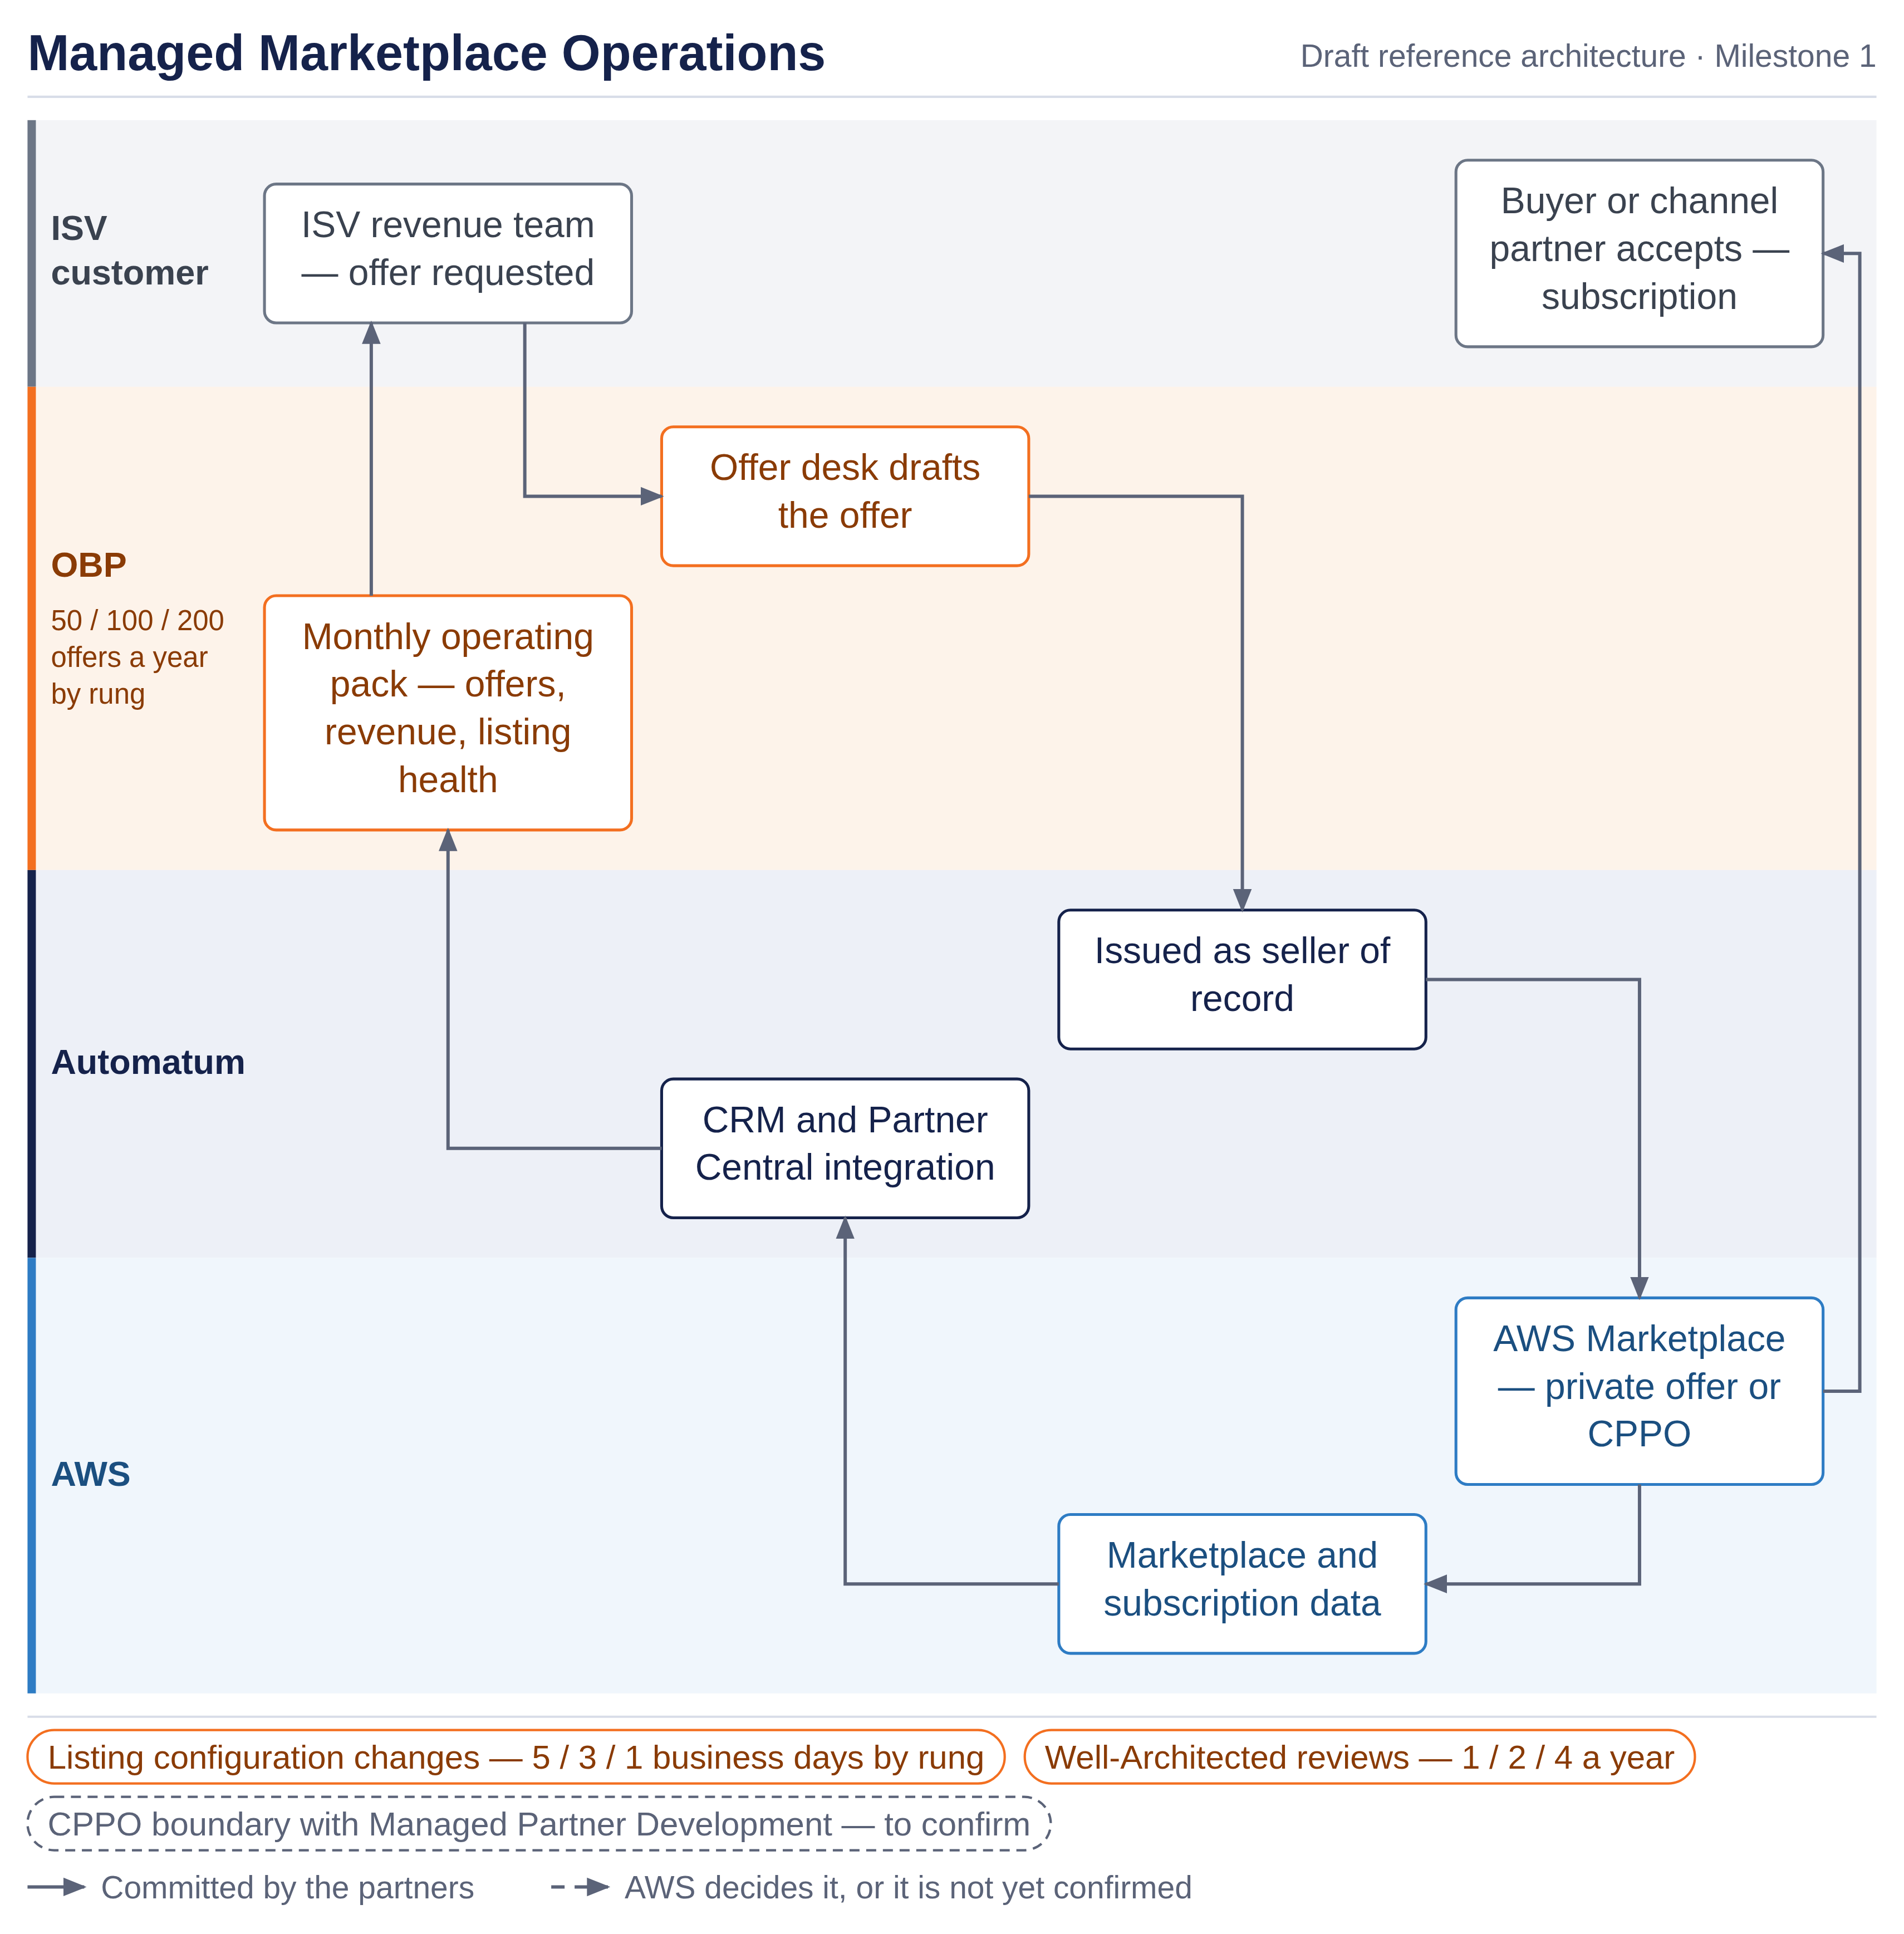 Managed Marketplace Operations
Draft reference architecture · Milestone 1
ISV
customer
ISV revenue team
— offer requested
Buyer or channel
partner accepts —
subscription
OBP
50 / 100 / 200
offers a year
by rung
Offer desk drafts
the offer
Monthly operating
pack — offers,
revenue, listing
health
Automatum
Issued as seller of
record
CRM and Partner
Central integration
AWS
AWS Marketplace
— private offer or
CPPO
Marketplace and
subscription data
Listing configuration changes — 5 / 3 / 1 business days by rung
Well-Architected reviews — 1 / 2 / 4 a year
CPPO boundary with Managed Partner Development — to confirm
Committed by the partners
AWS decides it, or it is not yet confirmed